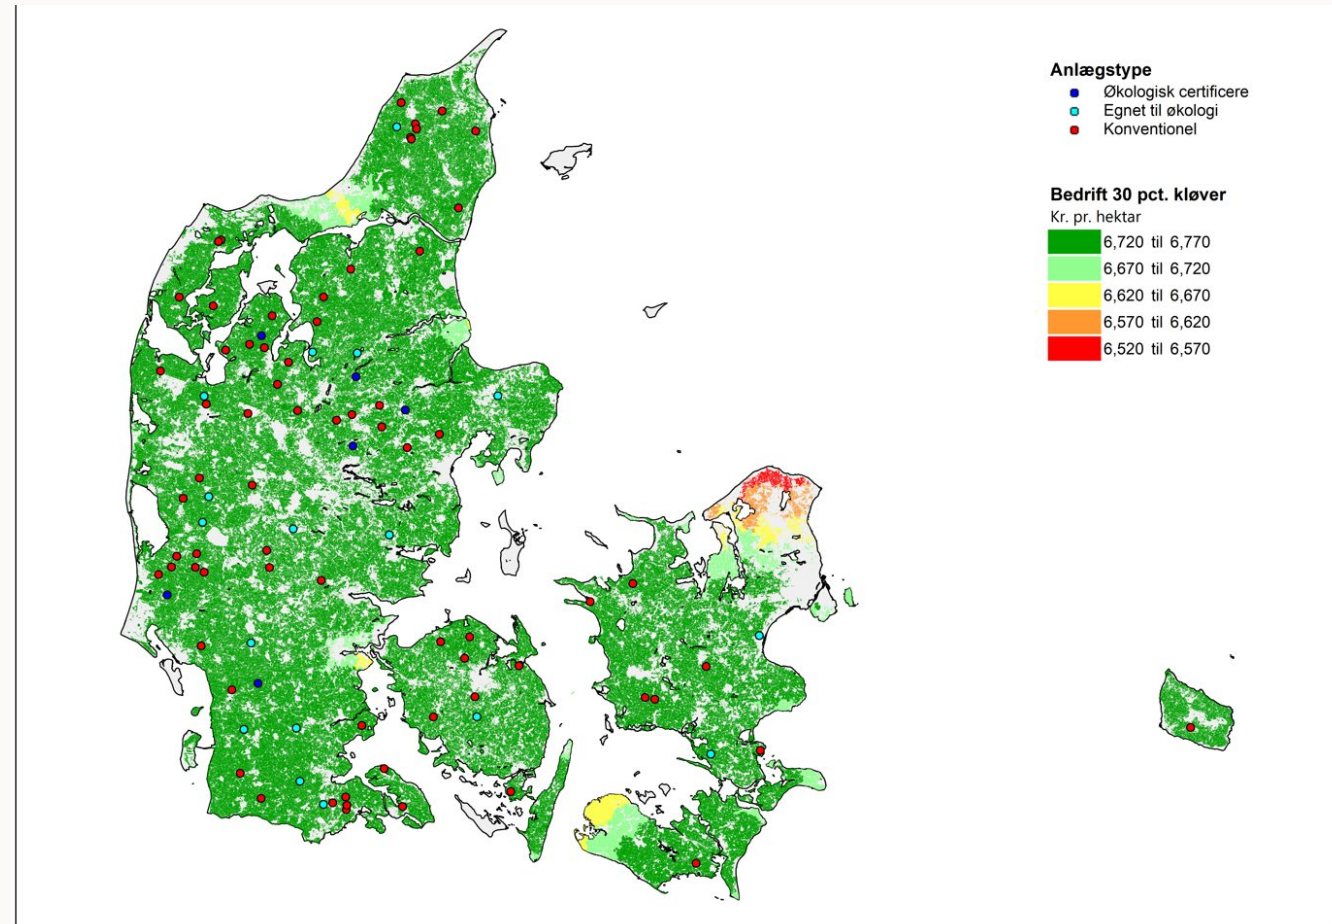 Anlægstype
Økologisk certificere
Egnet til økologi
Konventionel
Bedrift 30 pct. kløver
Kr. pr. hektar
6,720 til 6,770
6,670 til 6,720
6,620 til 6,670
6,570 til 6,620
6,520 til 6,570